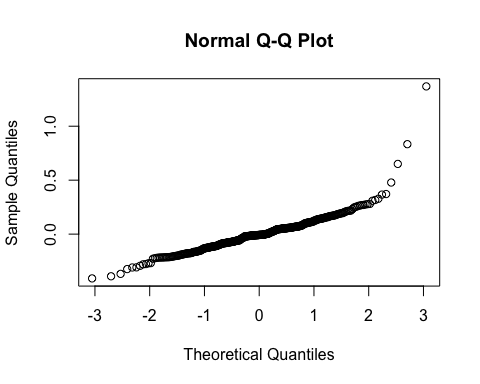 Normal Q-Q Plot
Sample Quantiles
1.0
0.5
0.0
-3 -2 -1 0 1 2 3
Theoretical Quantiles